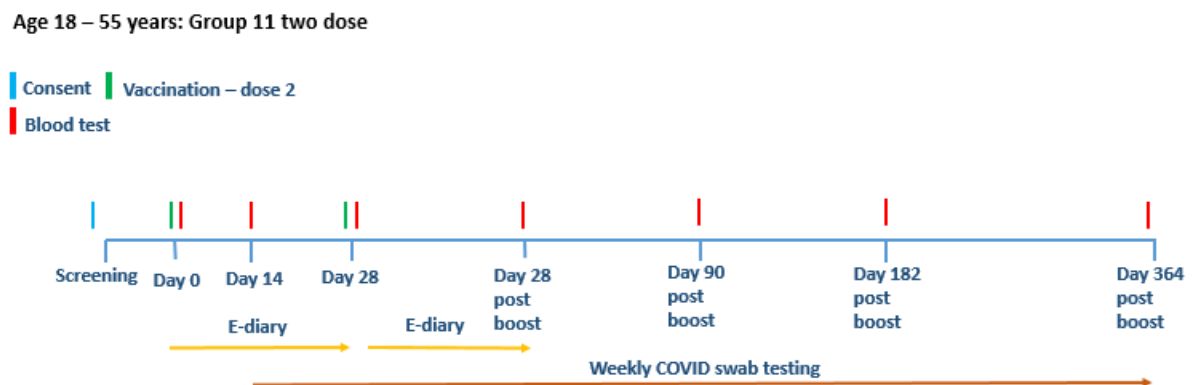 Age 18 – 55 years: Group 11 two dose
Consent
Vaccination – dose 2
Blood test
Screening
Day 0
Day 14
Day 28
Day 28
post
boost
Day 90
post
boost
Day 182
post
boost
Day 364
post
boost
E-diary
E-diary
Weekly COVID swab testing